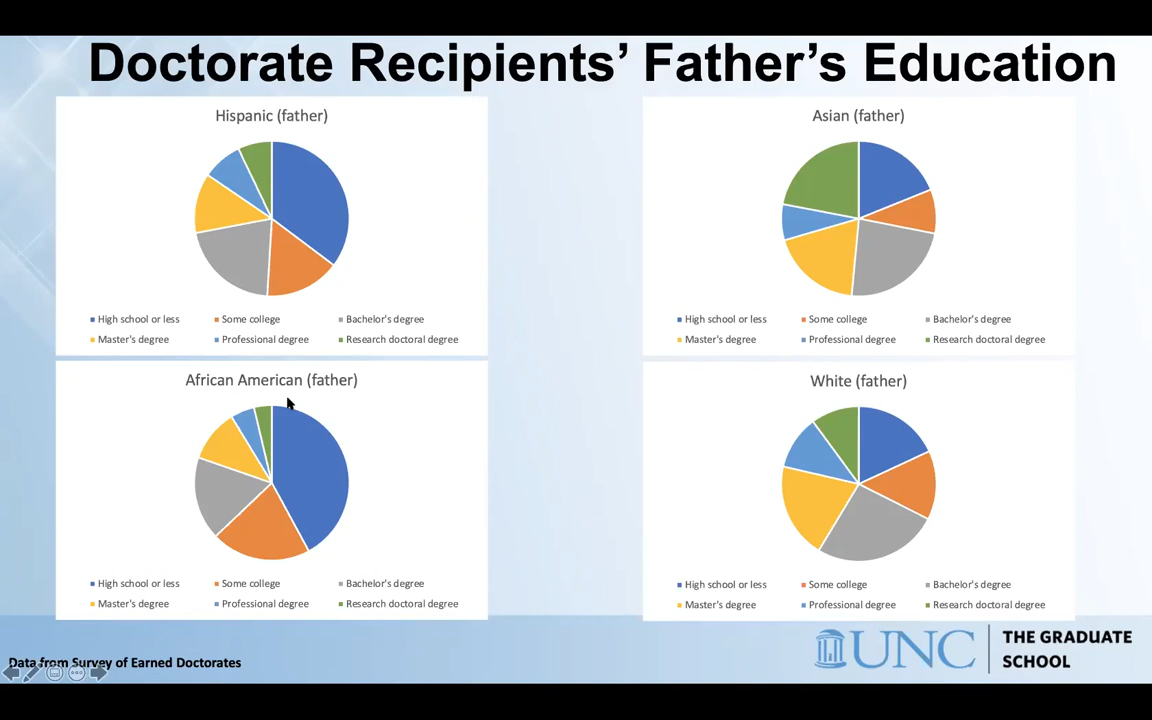 Doctorate Recipients’ Father’s Education
Hispanic (father)
High school or less Some college Bachelor's degree
Master's degree Professional degree Research doctoral degree
Asian (father)
High school or less Some college Bachelor's degree
Master's degree Professional degree Research doctoral degree
African American (father)
High school or less Some college Bachelor's degree
Master's degree Professional degree Research doctoral degree
White (father)
High school or less Some college Bachelor's degree
Master's degree Professional degree Research doctoral degree
Data from Survey of Earned Doctorates
UNC
THE GRADUATE
SCHOOL